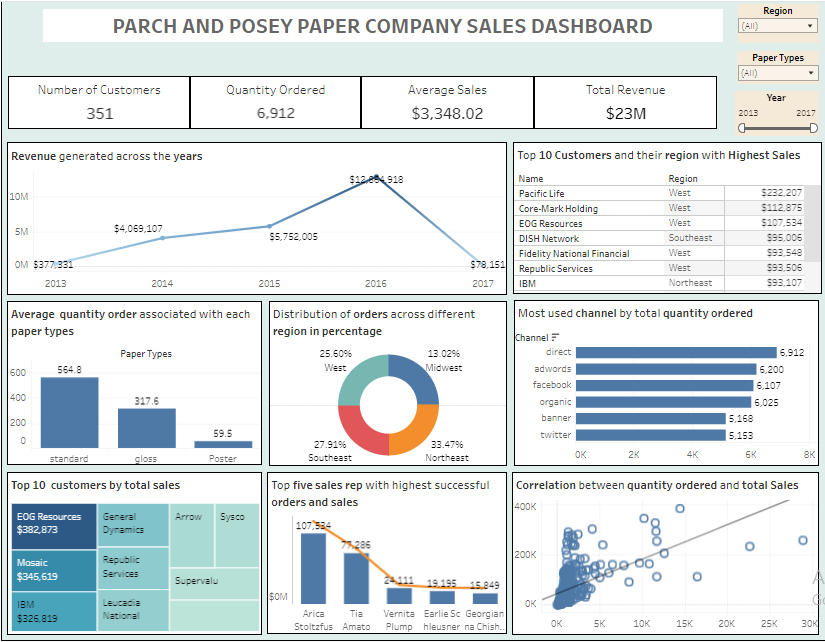 PARCH AND POSEY PAPER COMPANY SALES DASHBOARD
Region
(All)
Paper Types
(All)
Year
2013 2017
Number of Customers
351
Quantity Ordered
6,912
Average Sales
$3,348.02
Total Revenue
$23M
Revenue generated across the years
10M
5M
0M
$377,331
$4,069,107
$5,752,005
$78,151
2013 2014 2015 2016 2017
Top 10 Customers and their region with Highest Sales
Name Region
Pacific Life West $232,207
Core-Mark Holding West $112,875
EOG Resources West $107,534
DISH Network Southeast $95,006
Fidelity National Financial West $93,548
Republic Services West $93,506
IBM Northeast $93,107
Average quantity order associated with each
paper types
Paper Types
600
400
200
0
564.8
317.6
59.5
standard gloss Poster
Distribution of orders across different
region in percentage
25.60%
West
13.02%
Midwest
27.91%
Southeast
33.47%
Northeast
Most used channel by total quantity ordered
Channel
direct 6,912
adwords 6,200
facebook 6,107
organic 6,025
banner 5,168
twitter 5,153
0K 2K 4K 6K 8K
Top 10 customers by total sales
EOG Resources
$382,873
Mosaic
$345,619
IBM
$326,819
General
Dynamics
Republic
Services
Leucadia
National
Arrow
Sysco
Supervalu
Top five sales rep with highest successful
orders and sales
$0M
107,534
77,286
24,111
19,195
15,849
Arica
Stoltzfus
Tia
Amato
Vernita
Plump
Earlie Sc
hleusner
Georgian
na Chish..
Correlation between quantity ordered and total Sales
400K
200K
0K
0K 5K 10K 15K 20K 25K 30K